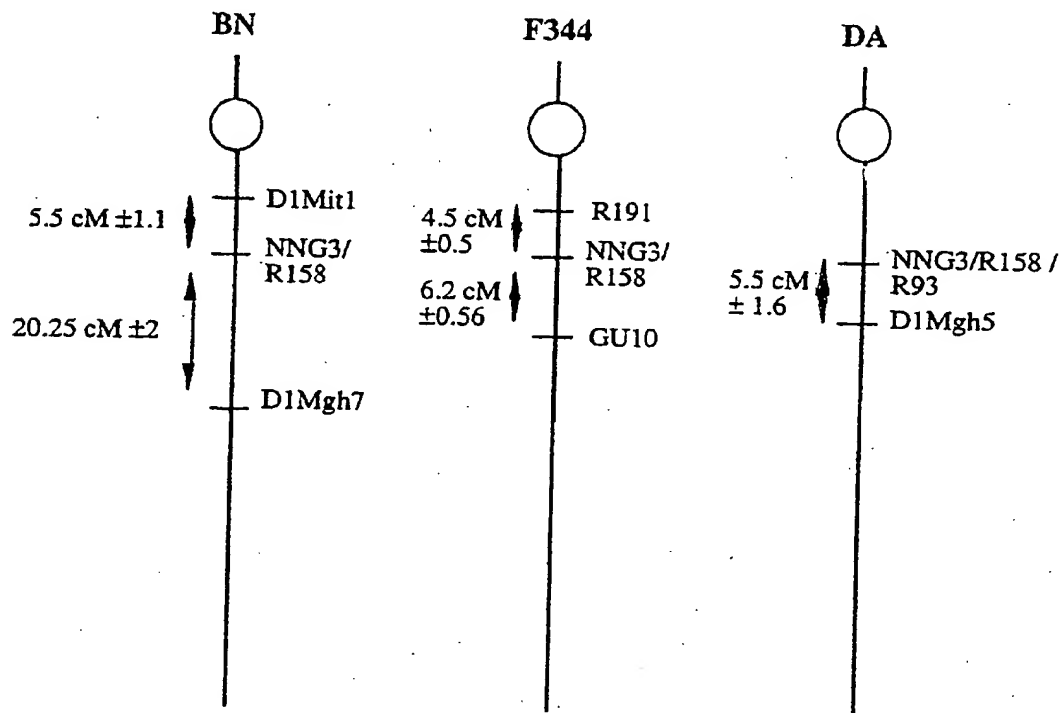 BN
D1Mit1
5.5 cM ±1.1
NNG3/
R158
20.25 cM ±2
D1Mgh7
F344
R191
4.5 cM
±0.5
NNG3/
R158
6.2 cM
±0.56
GU10
DA
NNG3/R158 /
R93
5.5 cM
± 1.6
D1Mgh5